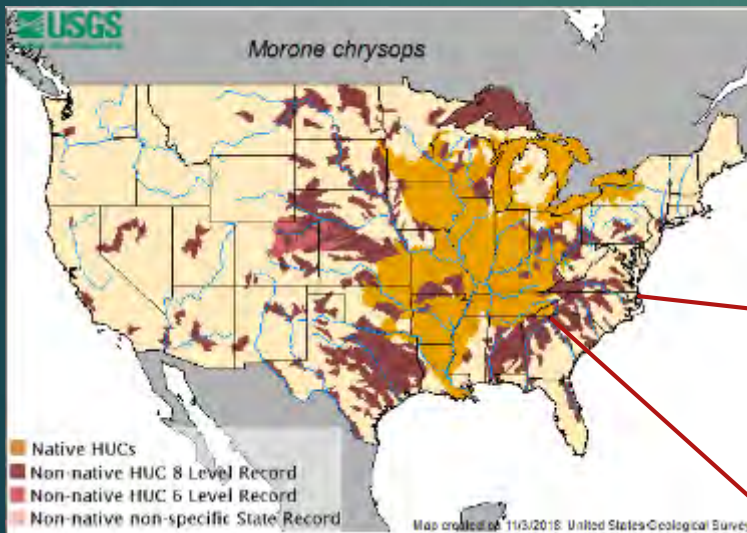 USGS
Morone chrysops
Native HUCs
Non-native HUC 8 Level Record
Non-native HUC 6 Level Record
Non-native non-specific State Record
Map created on 11/3/2018 United States Geological Survey